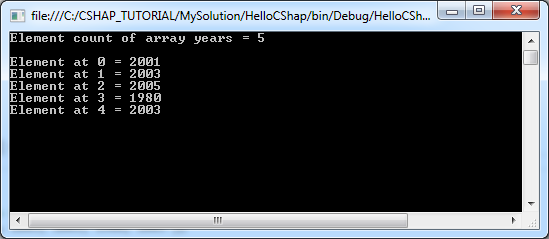 file:///C:/CSHAP_TUTORIAL/MySolution/HelloCShap/bin/Debug/HelloCSh...
Element count of array years = 5
Element at 0 = 2001
Element at 1 = 2003
Element at 2 = 2005
Element at 3 = 1980
Element at 4 = 2003